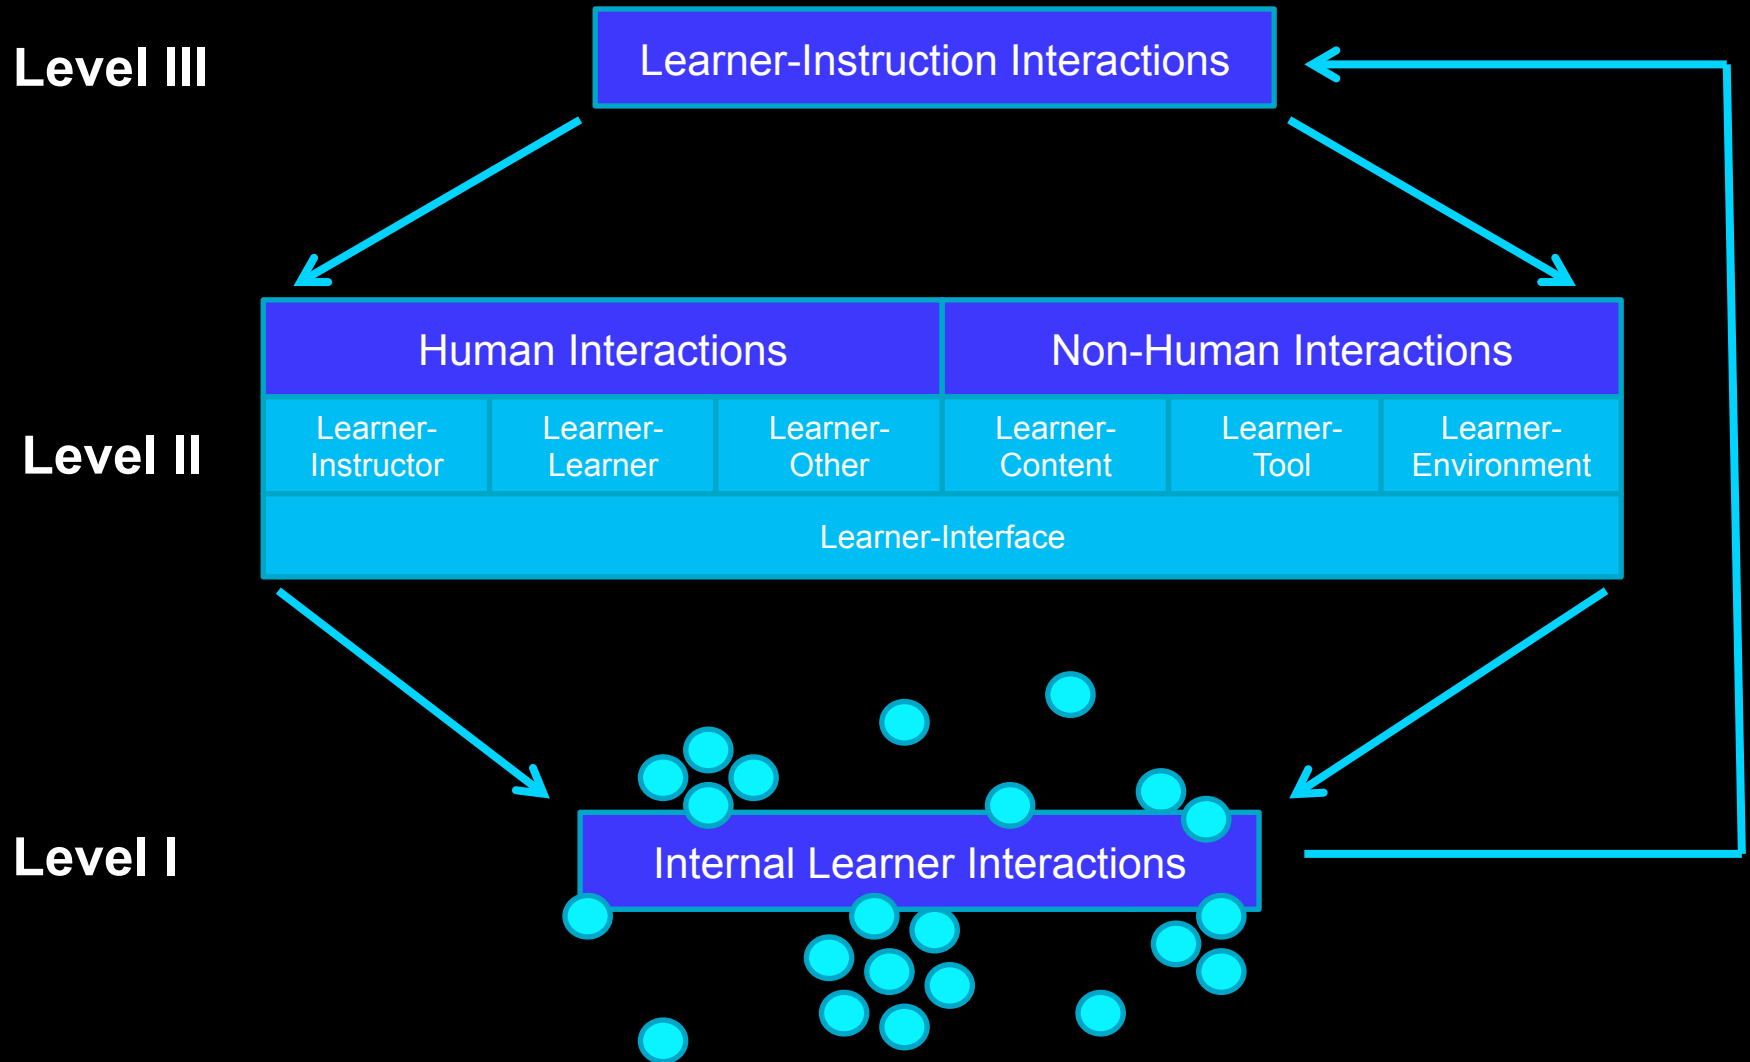 Level III
Learner-Instruction Interactions
Human Interactions
Non-Human Interactions
Level II
Learner-
Instructor
Learner-
Learner
Learner-
Other
Learner-
Content
Learner-
Tool
Learner-
Environment
Learner-Interface
Level I
Internal Learner Interactions